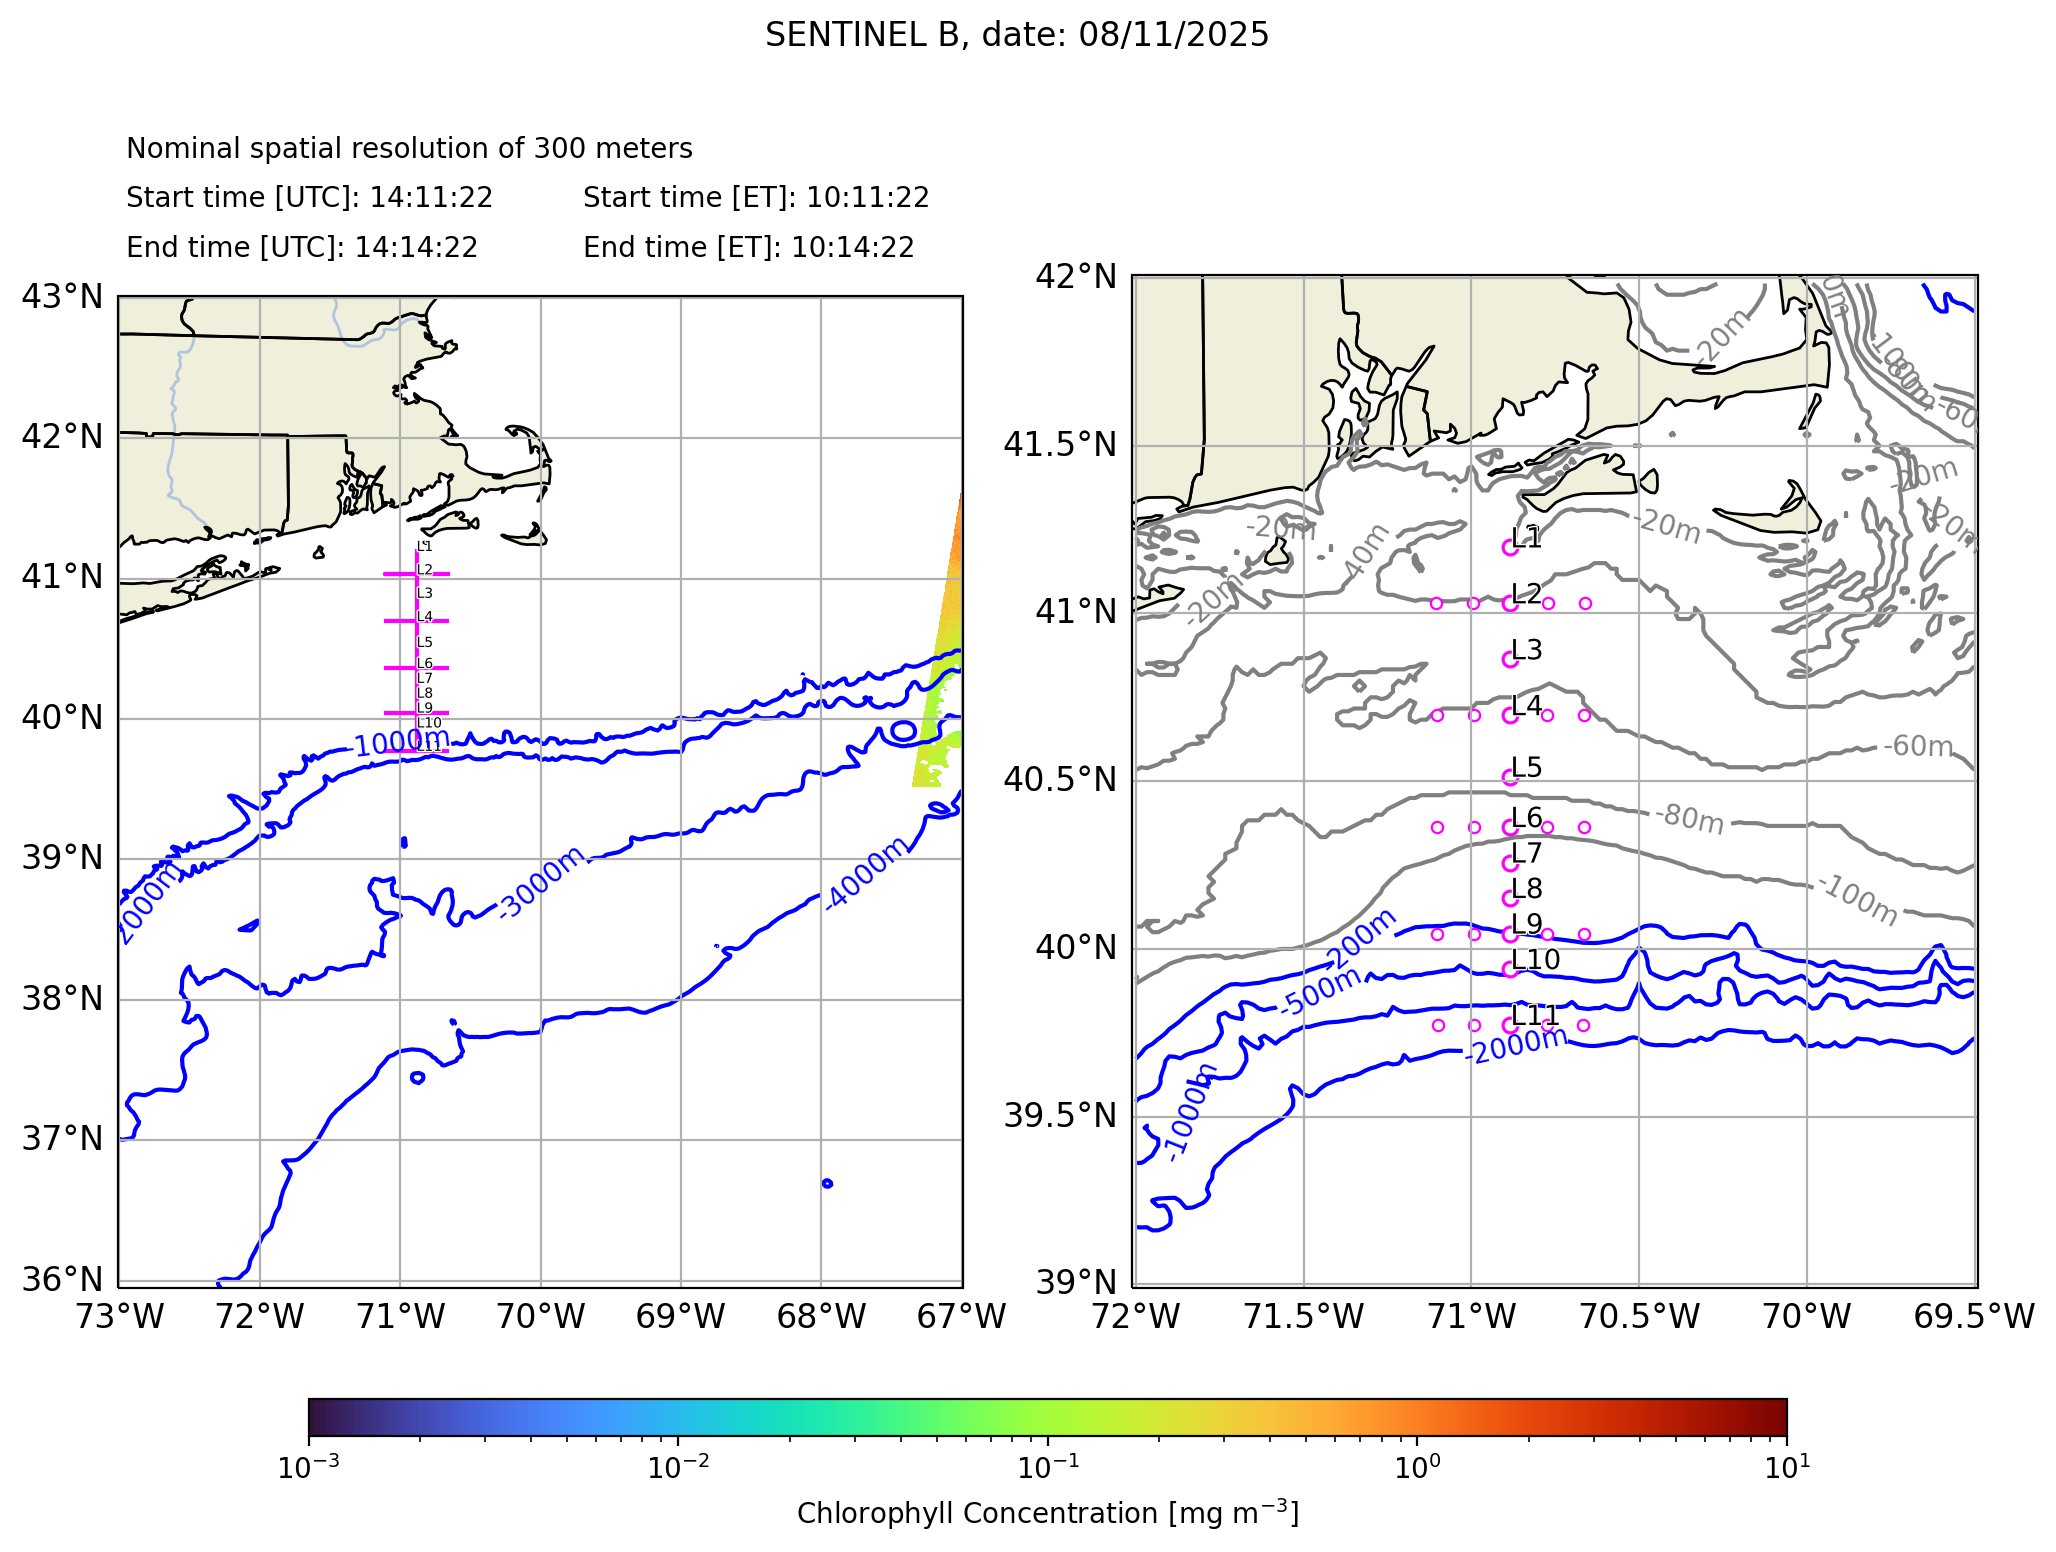 SENTINEL B, date: 08/11/2025
Nominal spatial resolution of 300 meters
Start time [UTC]: 14:11:22 Start time [ET]: 10:11:22
End time [UTC]: 14:14:22 End time [ET]: 10:14:22
43°N
42°N
41°N
40°N
39°N
38°N
37°N
36°N
73°W 72°W 71°W 70°W 69°W 68°W 67°W
L1
L2
L3
L4
L5
L6
L7
L8
L9
L10
L11
-1000m
-2000m
-3000m
-4000m
42°N
41.5°N
41°N
40.5°N
40°N
39.5°N
39°N
72°W 71.5°W 71°W 70.5°W 70°W 69.5°W
-20m
-100m
-80m
-60
-20m
-20m
-20m
-20m
40m
-20m
L1
L2
L3
L4
L5
-60m
L6
-80m
L7
L8
-100m
L9
-200m
L10
-500m
L11
-2000m
-1000m
10⁻³ 10⁻² 10⁻¹ 10⁰ 10¹
Chlorophyll Concentration [mg m⁻³]